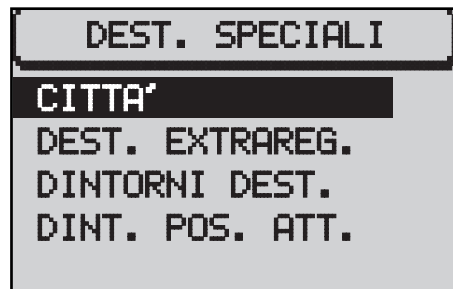 DEST. SPECIALI
CITTA'
DEST. EXTRAREG.
DINTORNI DEST.
DINT. POS. ATT.